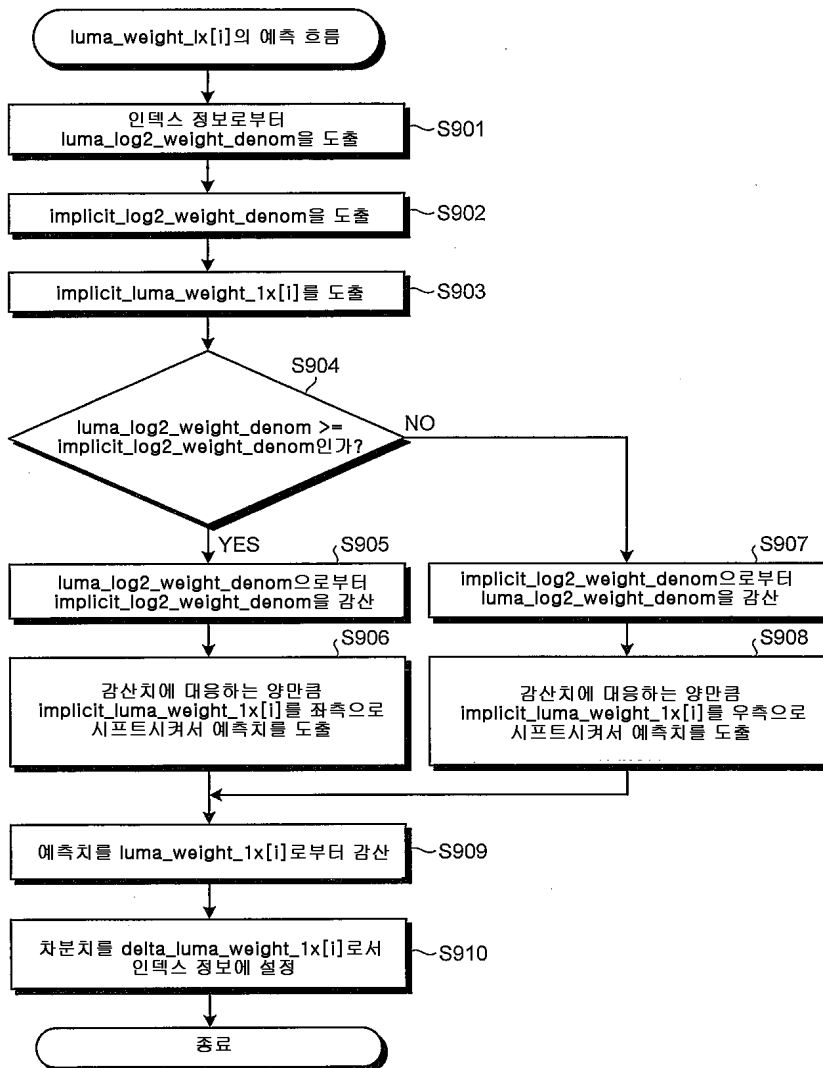 luma_weight_lx[i]의 예측 흐름
인덱스 정보로부터
luma_log2_weight_denom을 도출
S901
implicit_log2_weight_denom을 도출
S902
implicit_luma_weight_1x[i]를 도출
S903
S904
luma_log2_weight_denom >=
implicit_log2_weight_denom인가?
NO
YES
S905
luma_log2_weight_denom으로부터
implicit_log2_weight_denom을 감산
S907
implicit_log2_weight_denom으로부터
luma_log2_weight_denom을 감산
S906
감산치에 대응하는 양만큼
implicit_luma_weight_1x[i]를 좌측으로
시프트시켜서 예측치를 도출
S908
감산치에 대응하는 양만큼
implicit_luma_weight_1x[i]를 우측으로
시프트시켜서 예측치를 도출
예측치를 luma_weight_1x[i]로부터 감산
S909
차분치를 delta_luma_weight_1x[i]로서
인덱스 정보에 설정
S910
종료